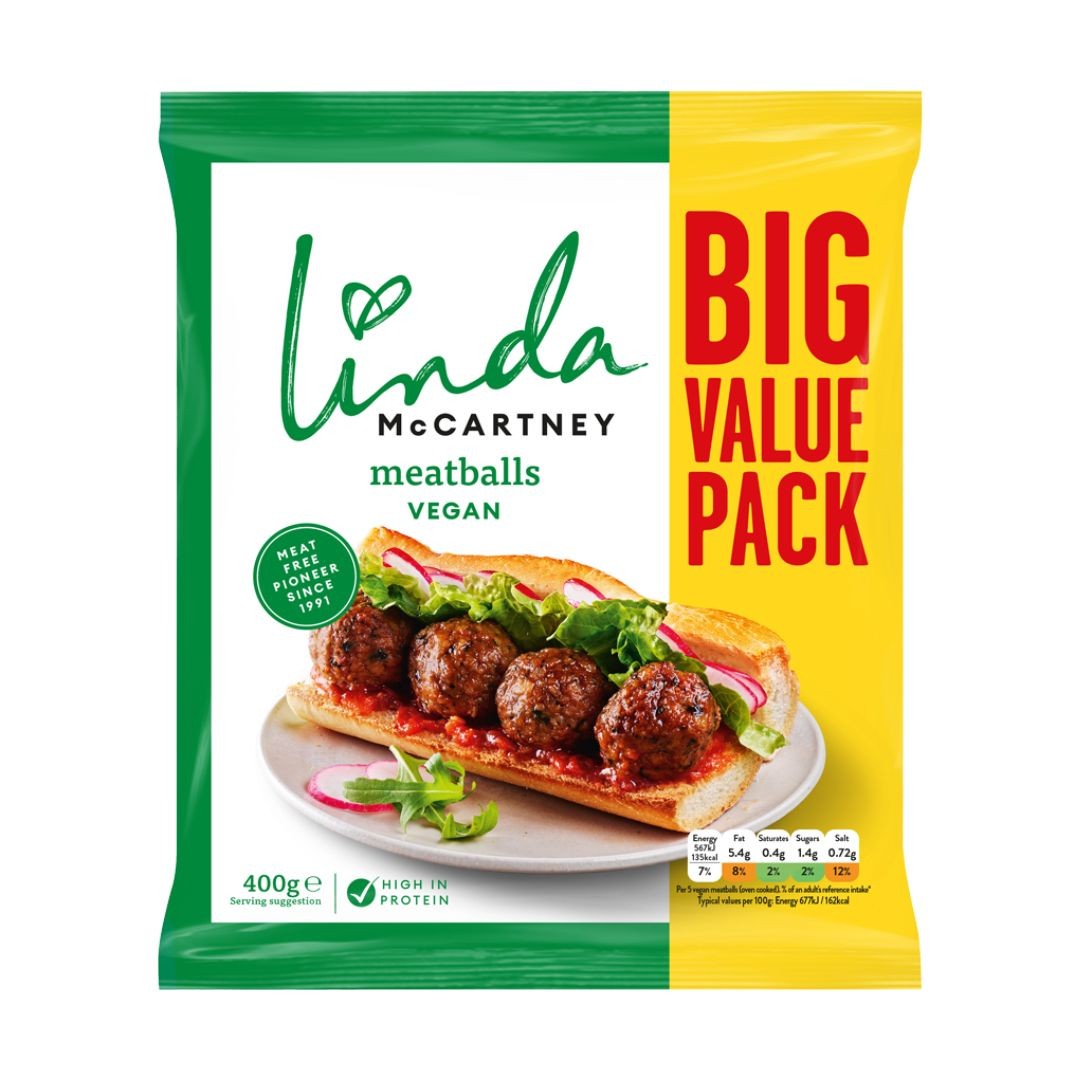 Linda
McCARTNEY
meatballs
VEGAN
MEAT
FREE
PIONEER
SINCE
1991
BIG
VALUE
PACK
400g e
Serving suggestion
HIGH IN
PROTEIN
Energy Fat Saturates Sugars Salt
567kJ
135kcal 5.4g 0.4g 1.4g 0.72g
7% 8% 2% 2% 12%
Per 5 vegan meatballs (oven cooked). % of an adult's reference intake*
Typical values per 100g: Energy 677kJ / 162kcal